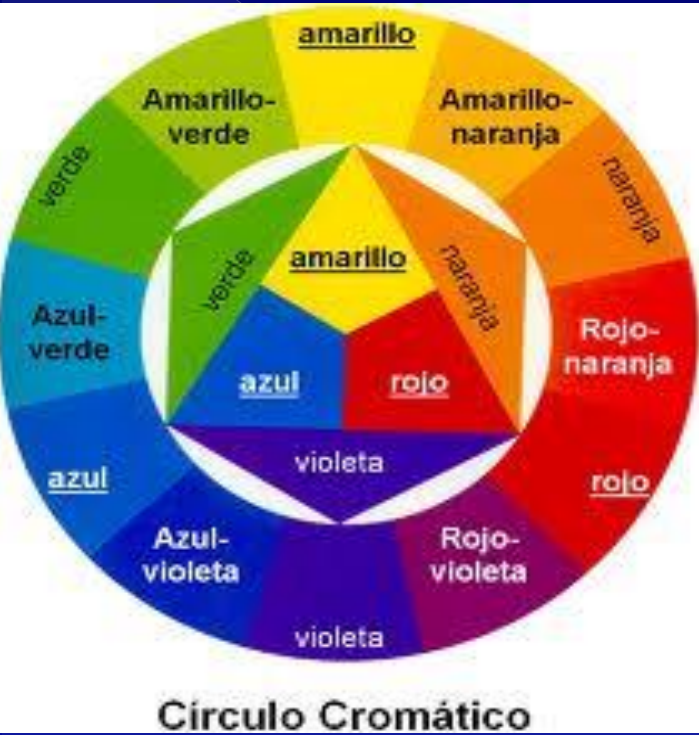 amarillo
Amarillo-
verde
Amarillo-
naranja
verde
naranja
amarillo
verde
naranja
Azul-
verde
Rojo-
naranja
azul
rojo
violeta
azul
rojo
Azul-
violeta
Rojo-
violeta
violeta
Círculo Cromático